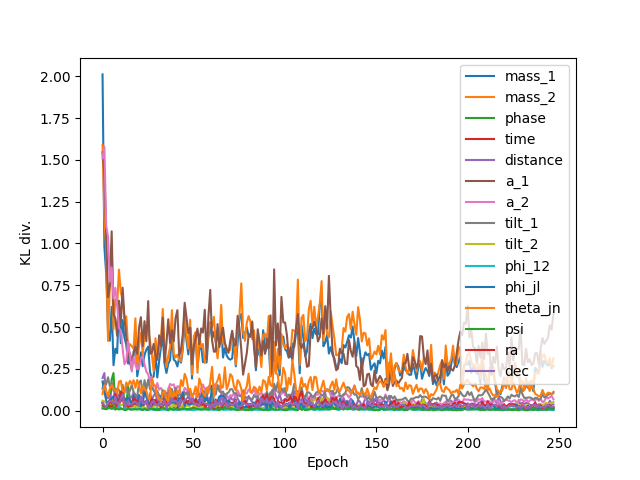 KL div.
2.00
1.75
1.50
1.25
1.00
0.75
0.50
0.25
0.00
0
50
100
150
200
250
Epoch
mass_1
mass_2
phase
time
distance
a_1
a_2
tilt_1
tilt_2
phi_12
phi_jl
theta_jn
psi
ra
dec